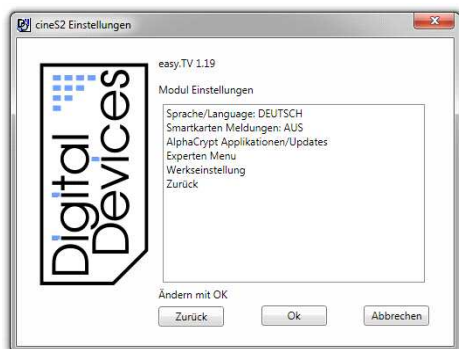 cineS2 Einstellungen
Digital
Devices
easy.TV 1.19
Modul Einstellungen
Sprache/Language: DEUTSCH
Smartkarten Meldungen: AUS
AlphaCrypt Applikationen/Updates
Experten Menu
Werkseinstellung
Zurück
Ändern mit OK
Zurück
Ok
Abbrechen